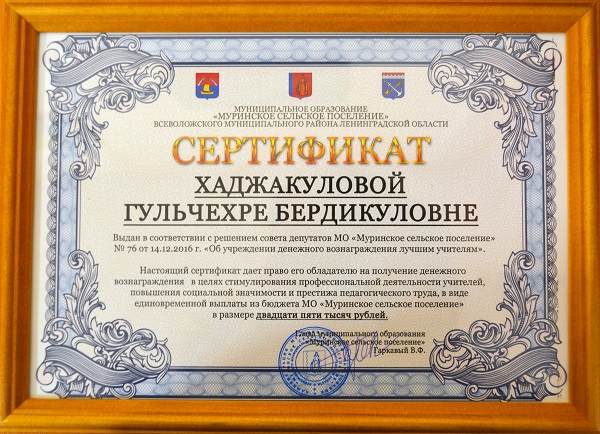 МУНИЦИПАЛЬНОЕ ОБРАЗОВАНИЕ
«МУРИНСКОЕ СЕЛЬСКОЕ ПОСЕЛЕНИЕ»
ВСЕВОЛОЖСКОГО МУНИЦИПАЛЬНОГО РАЙОНА ЛЕНИНГРАДСКОЙ ОБЛАСТИ
СЕРТИФИКАТ
ХАДЖАКУЛОВОЙ
ГУЛЬЧЕХРЕ БЕРДИКУЛОВНЕ
Выдан в соответствии с решением совета депутатов МО «Муринское сельское поселение»
№ 76 от 14.12.2016 г. «Об учреждении денежного вознаграждения лучшим учителям».
Настоящий сертификат дает право его обладателю на получение денежного
вознаграждения в целях стимулирования профессиональной деятельности учителей,
повышения социальной значимости и престижа педагогического труда, в виде
единовременной выплаты из бюджета МО «Муринское сельское поселение»
в размере двадцати пяти тысяч рублей.
Глава муниципального образования
"Муринское сельское поселение"
Гаркавый В.Ф.